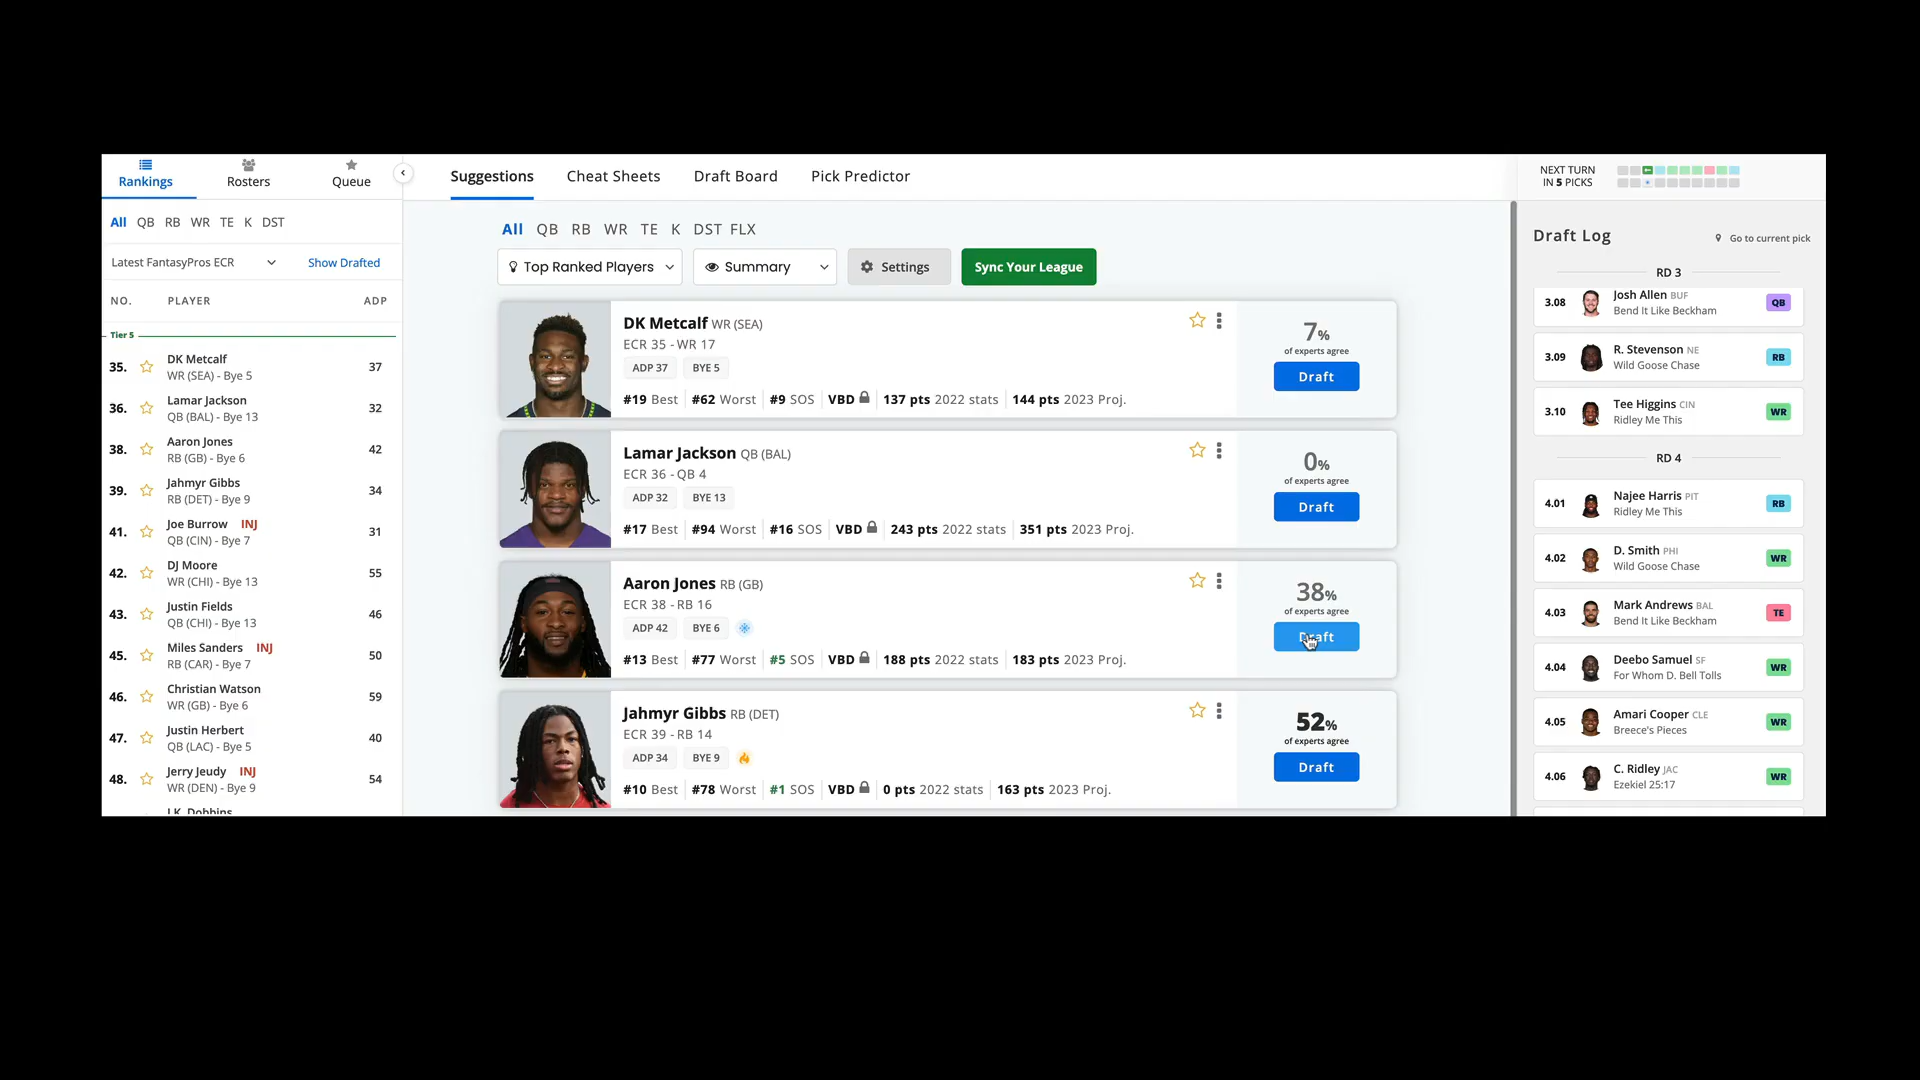 Rankings
Rosters
Queue
All QB RB WR TE K DST
Latest FantasyPros ECR Show Drafted
NO. PLAYER ADP
Tier 5
35. DK Metcalf 37
WR (SEA) - Bye 5
36. Lamar Jackson 32
QB (BAL) - Bye 13
38. Aaron Jones 42
RB (GB) - Bye 6
39. Jahmyr Gibbs 34
RB (DET) - Bye 9
41. Joe Burrow INJ 31
QB (CIN) - Bye 7
42. DJ Moore 55
WR (CHI) - Bye 13
43. Justin Fields 46
QB (CHI) - Bye 13
45. Miles Sanders INJ 50
RB (CAR) - Bye 7
46. Christian Watson 59
WR (GB) - Bye 6
47. Justin Herbert 40
QB (LAC) - Bye 5
48. Jerry Jeudy INJ 54
WR (DEN) - Bye 9
J.K. Dobbins
Suggestions Cheat Sheets Draft Board Pick Predictor
All QB RB WR TE K DST FLX
Top Ranked Players Summary Settings Sync Your League
DK Metcalf WR (SEA)
ECR 35 - WR 17
ADP 37 BYE 5
#19 Best #62 Worst #9 SOS VBD 137 pts 2022 stats 144 pts 2023 Proj.
7%
of experts agree
Draft
Lamar Jackson QB (BAL)
ECR 36 - QB 4
ADP 32 BYE 13
#17 Best #94 Worst #16 SOS VBD 243 pts 2022 stats 351 pts 2023 Proj.
0%
of experts agree
Draft
Aaron Jones RB (GB)
ECR 38 - RB 16
ADP 42 BYE 6
#13 Best #77 Worst #5 SOS VBD 188 pts 2022 stats 183 pts 2023 Proj.
38%
of experts agree
Draft
Jahmyr Gibbs RB (DET)
ECR 39 - RB 14
ADP 34 BYE 9
#10 Best #78 Worst #1 SOS VBD 0 pts 2022 stats 163 pts 2023 Proj.
52%
of experts agree
Draft
NEXT TURN
IN 5 PICKS
Draft Log Go to current pick
RD 3
3.08 Josh Allen BUF QB
Bend It Like Beckham
3.09 R. Stevenson NE RB
Wild Goose Chase
3.10 Tee Higgins CIN WR
Ridley Me This
RD 4
4.01 Najee Harris PIT RB
Ridley Me This
4.02 D. Smith PHI WR
Wild Goose Chase
4.03 Mark Andrews BAL TE
Bend It Like Beckham
4.04 Deebo Samuel SF WR
For Whom D. Bell Tolls
4.05 Amari Cooper CLE WR
Breece's Pieces
4.06 C. Ridley JAC WR
Ezekiel 25:17